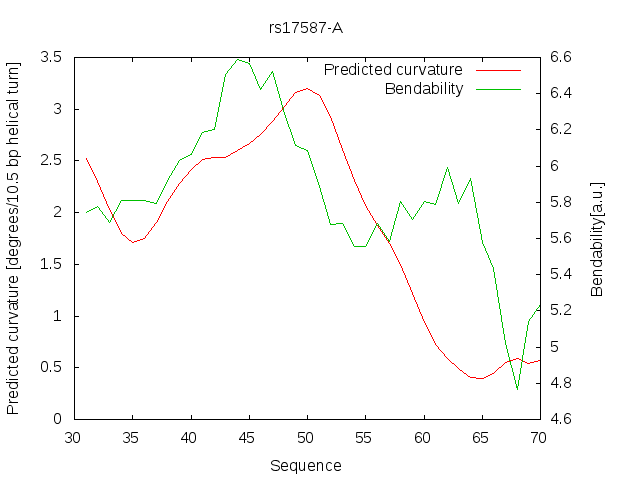 rs17587-A
Predicted curvature
Bendability
Predicted curvature [degrees/10.5 bp helical turn]
3.5
3
2.5
2
1.5
1
0.5
0
6.6
6.4
6.2
6
5.8
5.6
5.4
5.2
5
4.8
4.6
Bendability[a.u.]
30 35 40 45 50 55 60 65 70
Sequence